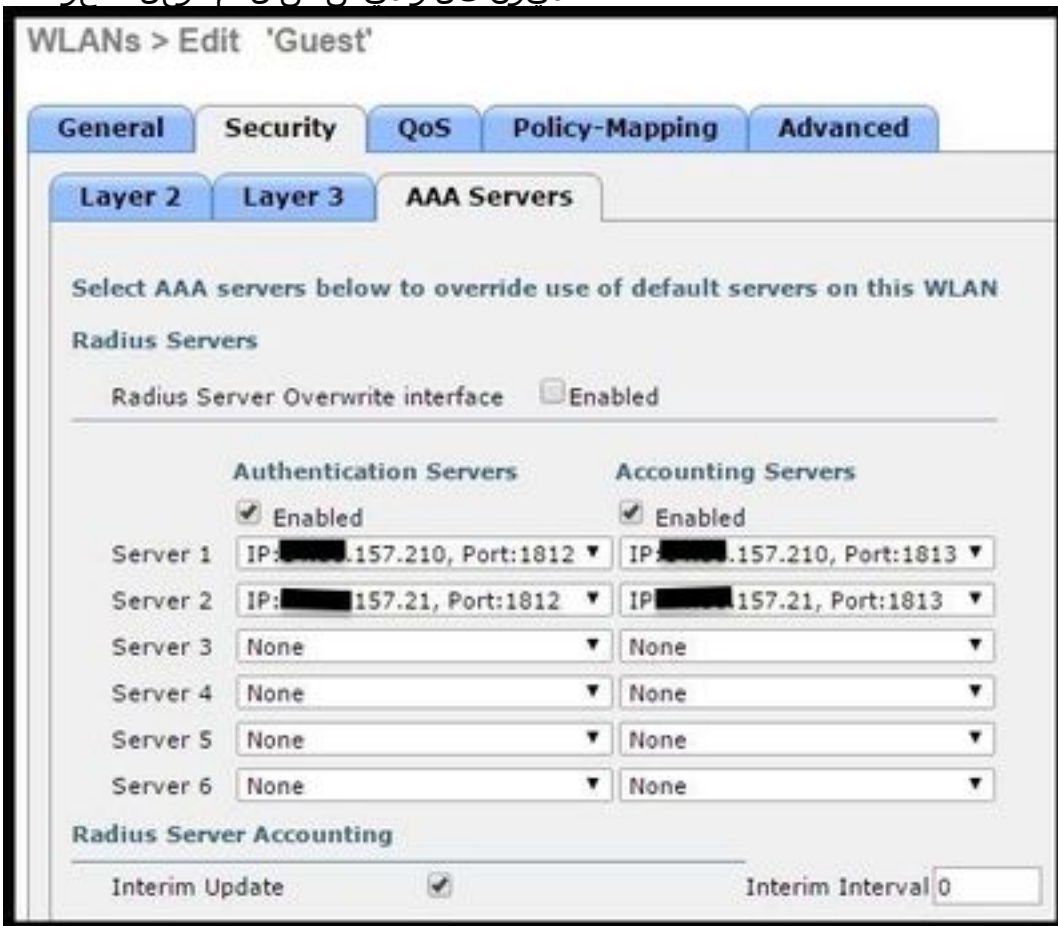 WLANs > Edit 'Guest'
General Security QoS Policy-Mapping Advanced
Layer 2 Layer 3 AAA Servers
Select AAA servers below to override use of default servers on this WLAN
Radius Servers
Radius Server Overwrite interface Enabled
Authentication Servers Accounting Servers
Enabled Enabled
Server 1 IP: .157.210, Port:1812 IP: .157.210, Port:1813
Server 2 IP: 157.21, Port:1812 IP 157.21, Port:1813
Server 3 None None
Server 4 None None
Server 5 None None
Server 6 None None
Radius Server Accounting
Interim Update Interim Interval 0